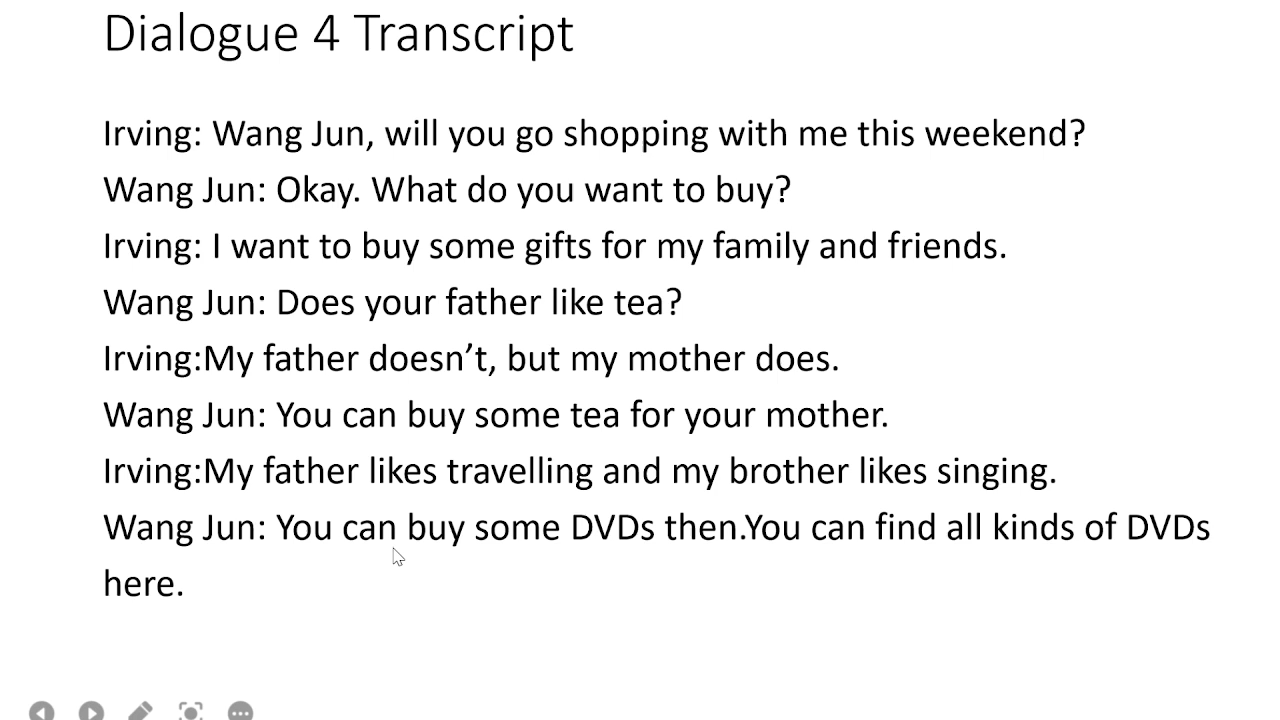 Dialogue 4 Transcript
Irving: Wang Jun, will you go shopping with me this weekend?
Wang Jun: Okay. What do you want to buy?
Irving: I want to buy some gifts for my family and friends.
Wang Jun: Does your father like tea?
Irving:My father doesn’t, but my mother does.
Wang Jun: You can buy some tea for your mother.
Irving:My father likes travelling and my brother likes singing.
Wang Jun: You can buy some DVDs then.You can find all kinds of DVDs
here.